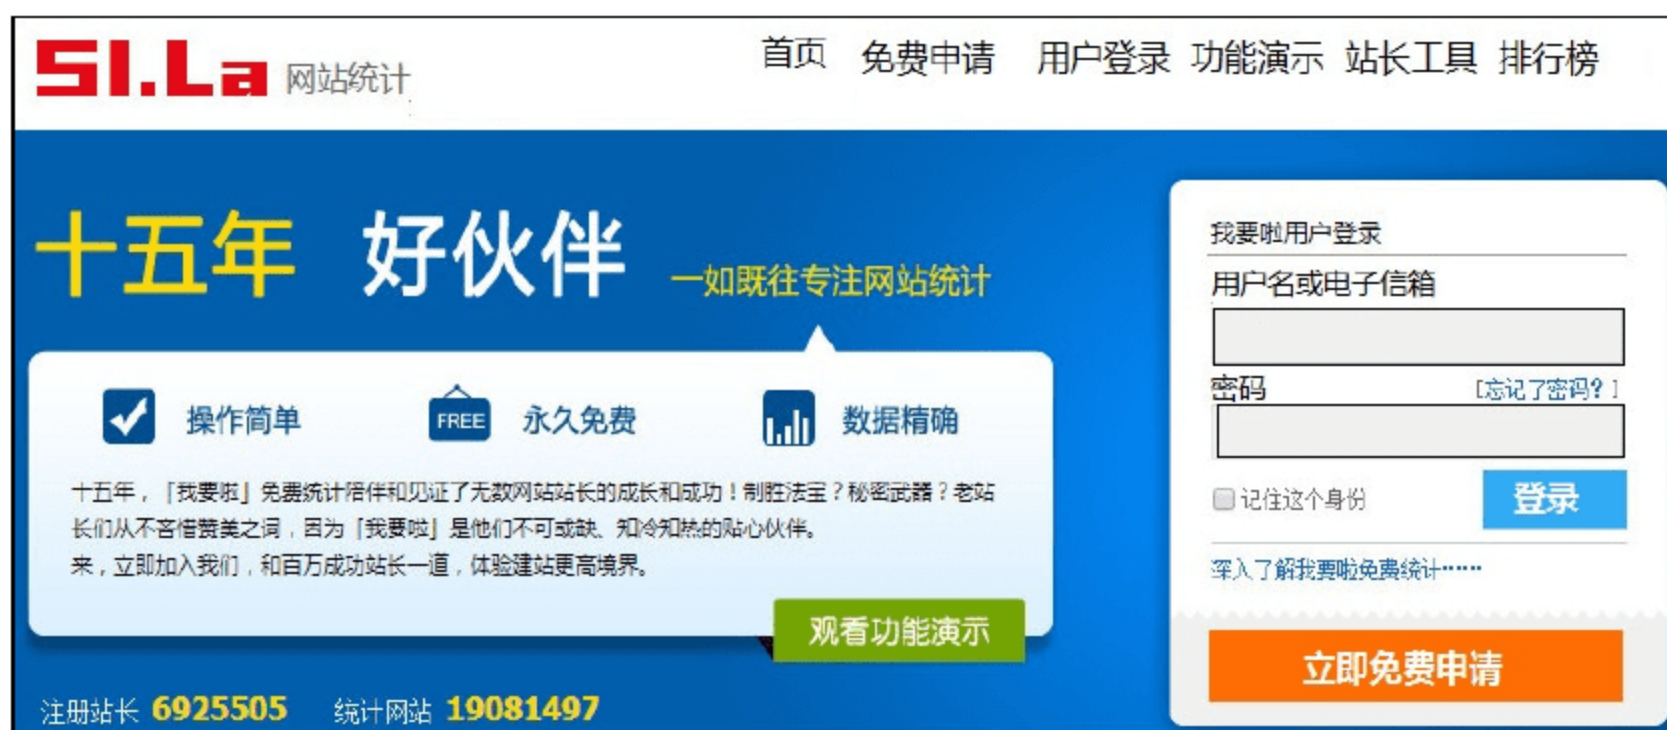 51.La 网站统计
首页 免费申请 用户登录 功能演示 站长工具 排行榜
十五年 好伙伴 一如既往专注网站统计
操作简单 FREE 永久免费 数据精确
十五年，「我要啦」免费统计陪伴和见证了无数网站站长的成长和成功！制胜法宝？秘密武器？老站
长们从不吝惜赞美之词，因为「我要啦」是他们不可或缺、知冷知热的贴心伙伴。
来，立即加入我们，和百万成功站长一道，体验建站更高境界。
观看功能演示
注册站长 6925505 统计网站 19081497
我要啦用户登录
用户名或电子信箱
密码 [忘记了密码？]
记住这个身份 登录
深入了解我要啦免费统计……
立即免费申请